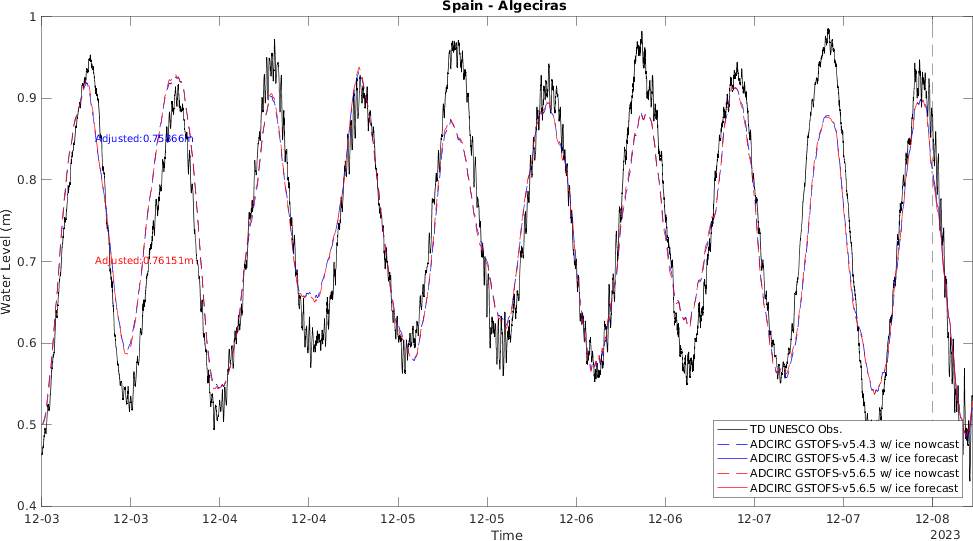 Spain - Algeciras
1
0.9
0.8
0.7
0.6
0.5
0.4
Water Level (m)
Adjusted:0.75866m
Adjusted:0.76151m
TD UNESCO Obs.
ADCIRC GSTOFS-v5.4.3 w/ ice nowcast
ADCIRC GSTOFS-v5.4.3 w/ ice forecast
ADCIRC GSTOFS-v5.6.5 w/ ice nowcast
ADCIRC GSTOFS-v5.6.5 w/ ice forecast
12-03 12-03 12-04 12-04 12-05 12-05 12-06 12-06 12-07 12-07 12-08
2023
Time